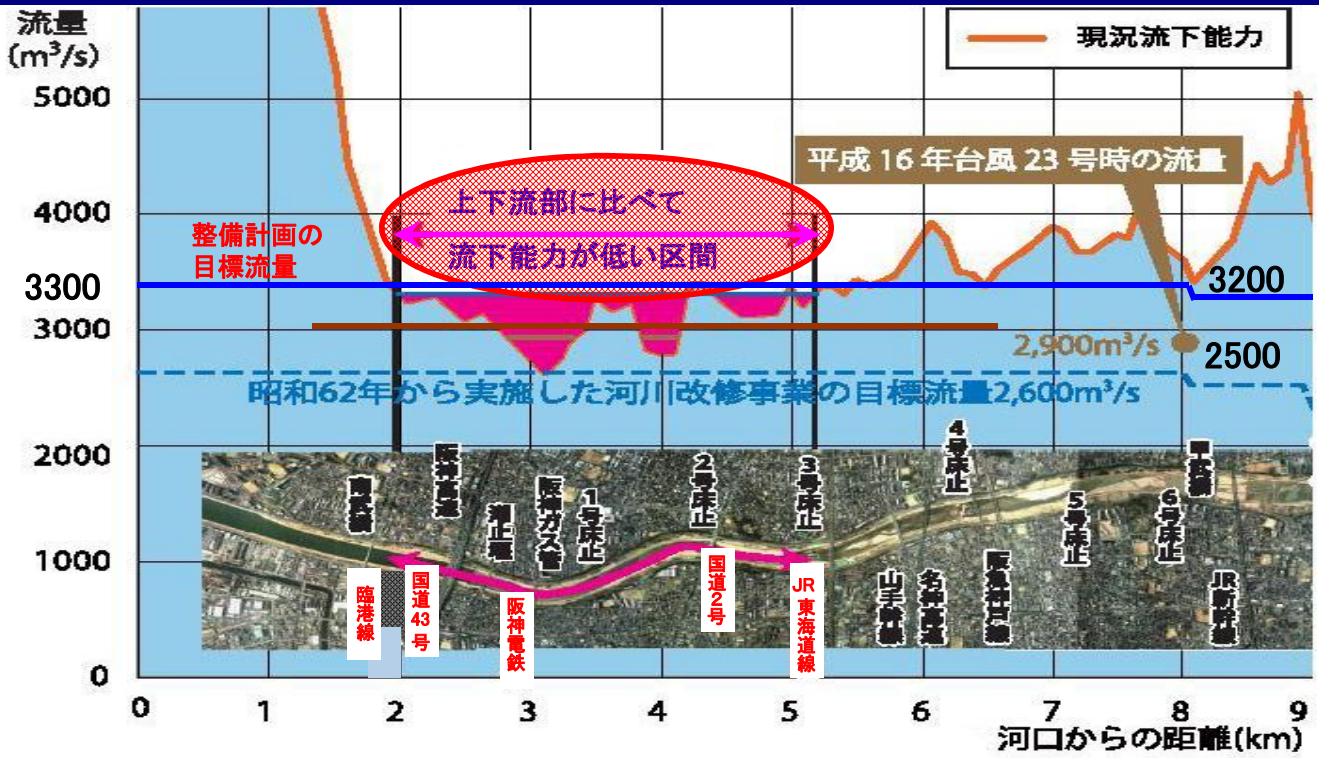 流量
(m³/s)
現況流下能力
5000
平成 16 年台風 23 号時の流量
上下流部に比べて
4000
整備計画の
目標流量
流下能力が低い区間
3300
3200
3000
2,900m³/s
2500
昭和62年から実施した河川改修事業の目標流量2,600m³/s
2000
南武橋
阪神高速
潮止堰
阪神ガス管
1号床止
2号床止
3号床止
4号床止
5号床止
6号床止
甲武橋
1000
臨港線
国道43号
阪神電鉄
国道2号
JR東海道線
山手幹線
名神高速
阪急神戸線
JR新幹線
0
0 1 2 3 4 5 6 7 8 9
河口からの距離(km)